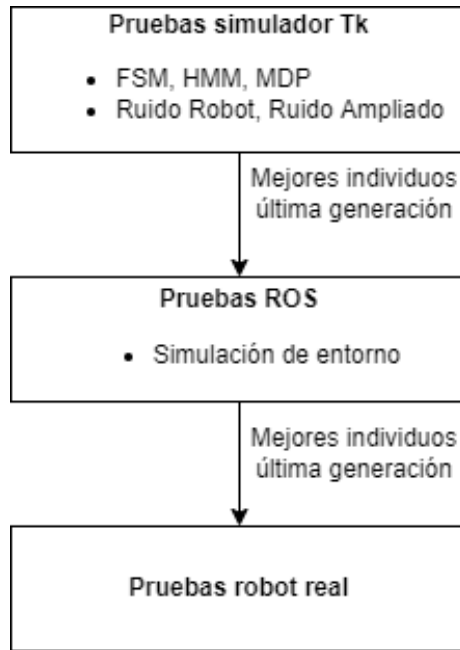 Pruebas simulador Tk
• FSM, HMM, MDP
• Ruido Robot, Ruido Ampliado
Mejores individuos
última generación
Pruebas ROS
• Simulación de entorno
Mejores individuos
última generación
Pruebas robot real